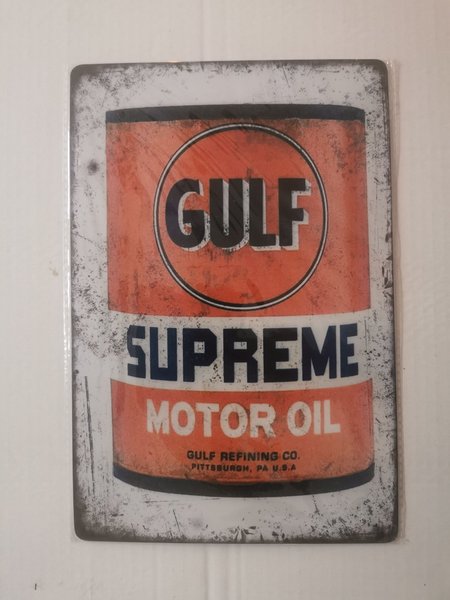 GULF
SUPREME
MOTOR OIL
GULF REFINING CO.
PITTSBURGH, PA U.S.A